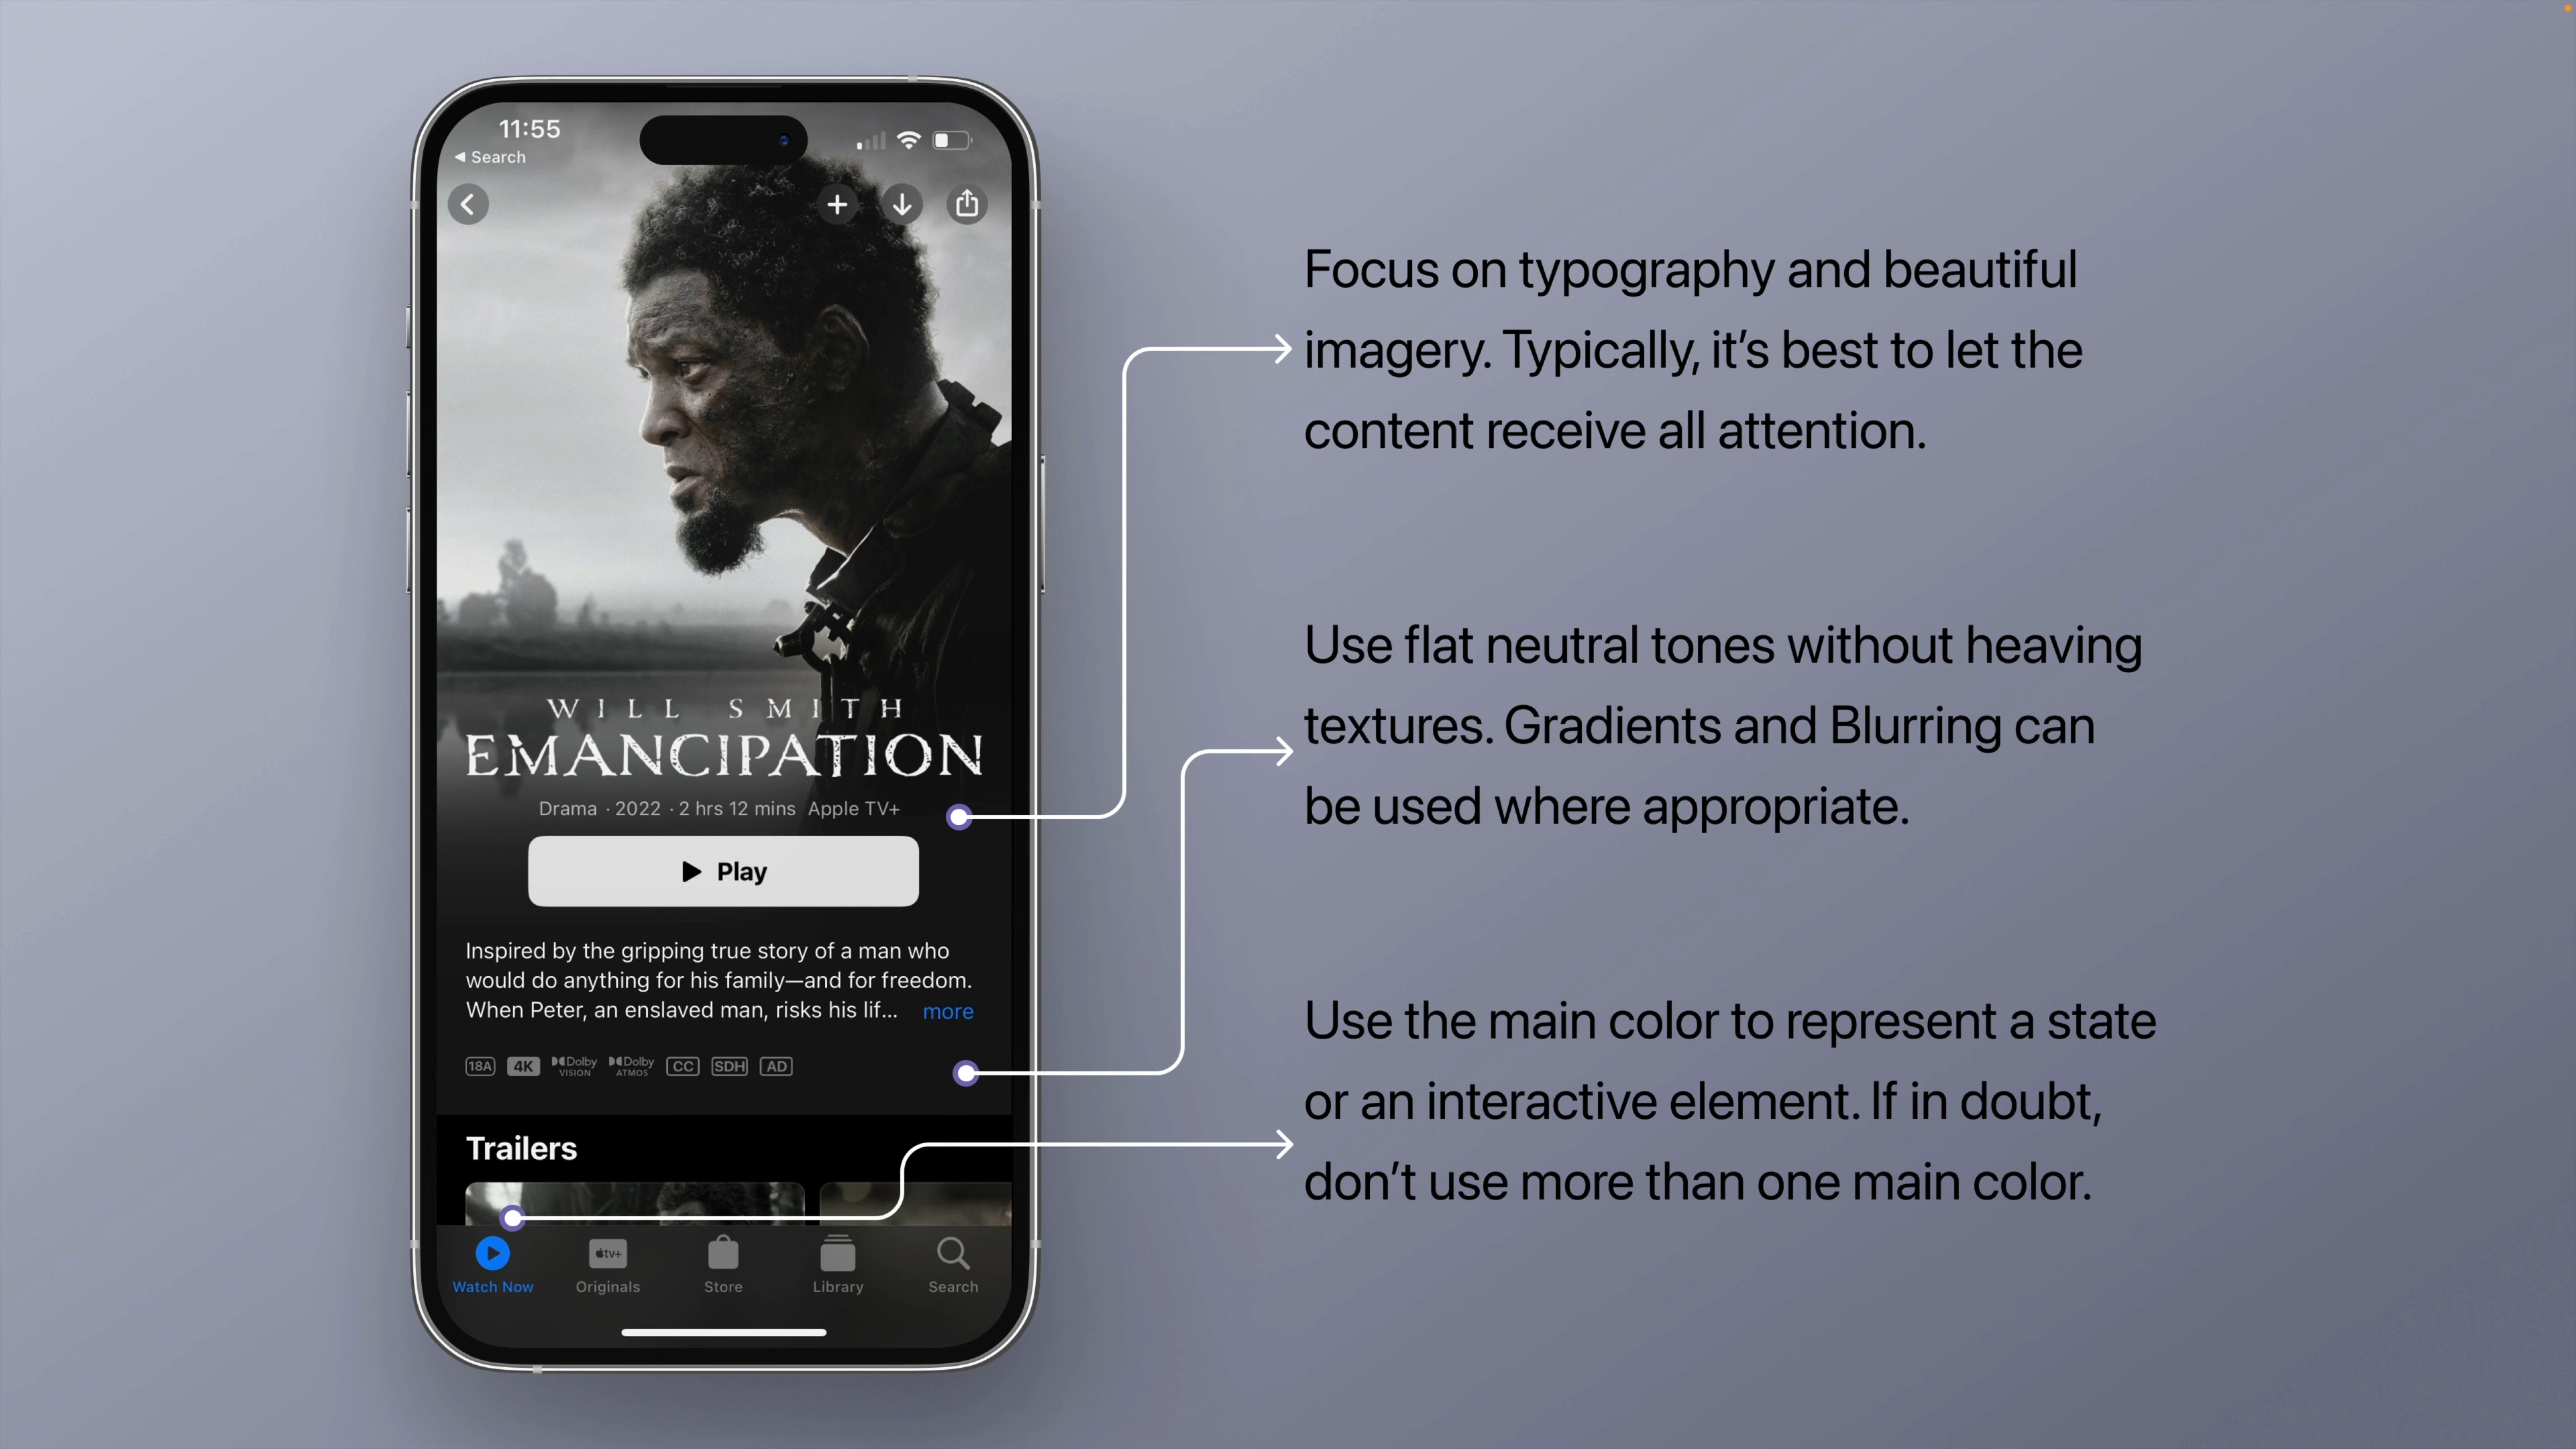 11:55
Search
WILL SMITH
EMANCIPATION
Drama · 2022 · 2 hrs 12 mins Apple TV+
Play
Inspired by the gripping true story of a man who
would do anything for his family—and for freedom.
When Peter, an enslaved man, risks his lif... more
18A 4K Dolby VISION Dolby ATMOS CC SDH AD
Trailers
tv+
Watch Now Originals Store Library Search
Focus on typography and beautiful
imagery. Typically, it’s best to let the
content receive all attention.
Use flat neutral tones without heaving
textures. Gradients and Blurring can
be used where appropriate.
Use the main color to represent a state
or an interactive element. If in doubt,
don’t use more than one main color.